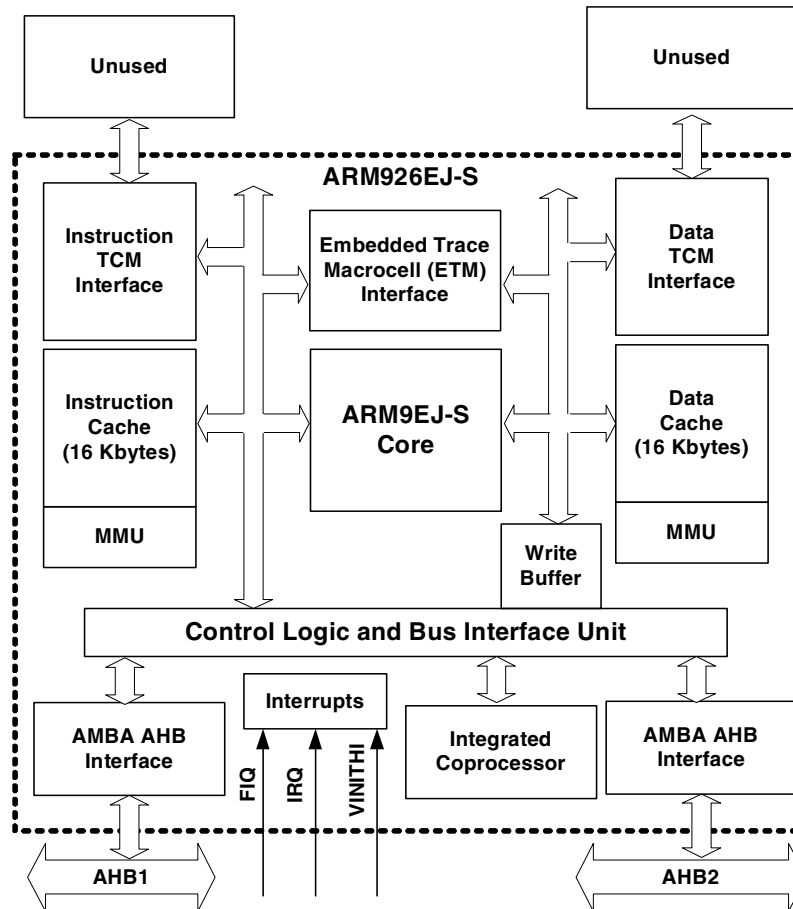 Unused
Unused
ARM926EJ-S
Instruction
TCM
Interface
Embedded Trace
Macrocell (ETM)
Interface
Data
TCM
Interface
Instruction
Cache
(16 Kbytes)
MMU
ARM9EJ-S
Core
Data
Cache
(16 Kbytes)
MMU
Write
Buffer
Control Logic and Bus Interface Unit
AMBA AHB
Interface
Interrupts
FIQ
IRQ
VINITHI
Integrated
Coprocessor
AMBA AHB
Interface
AHB1
AHB2